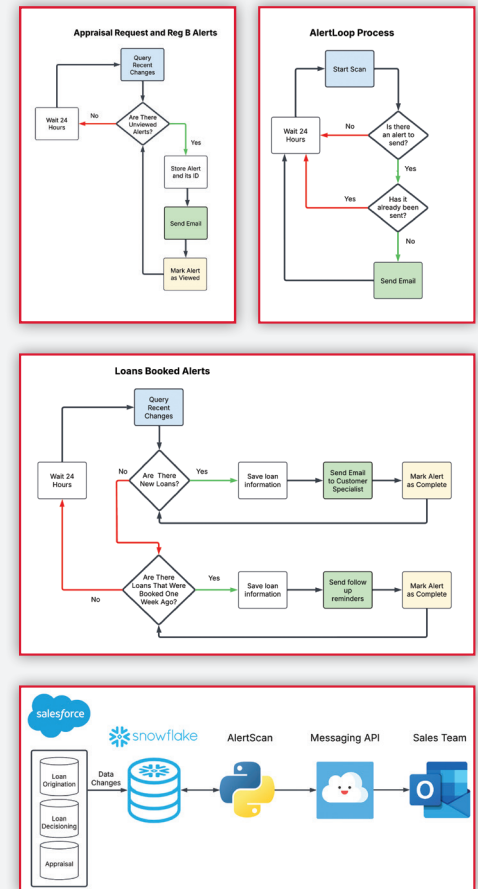 Appraisal Request and Reg B Alerts
Query
Recent
Changes
Wait 24
Hours
No
Are There
Unviewed
Alerts?
Yes
Store Alert
and Its ID
Send Email
Mark Alert
as Viewed
AlertLoop Process
Start Scan
Wait 24
Hours
No
Is there
an alert to
send?
Yes
Yes
Has it
already been
sent?
No
Send Email
Loans Booked Alerts
Query
Recent
Changes
Wait 24
Hours
No
Are There
New Loans?
Yes
Save loan
information
Send Email
to Customer
Specialist
Mark Alert
as Complete
No
Are There
Loans That Were
Booked One
Week Ago?
Yes
Save loan
information
Send follow
up
reminders
Mark Alert
as Complete
salesforce
snowflake
AlertScan
Messaging API
Sales Team
Loan
Origination
Loan
Decisioning
Appraisal
Data
Changes
O